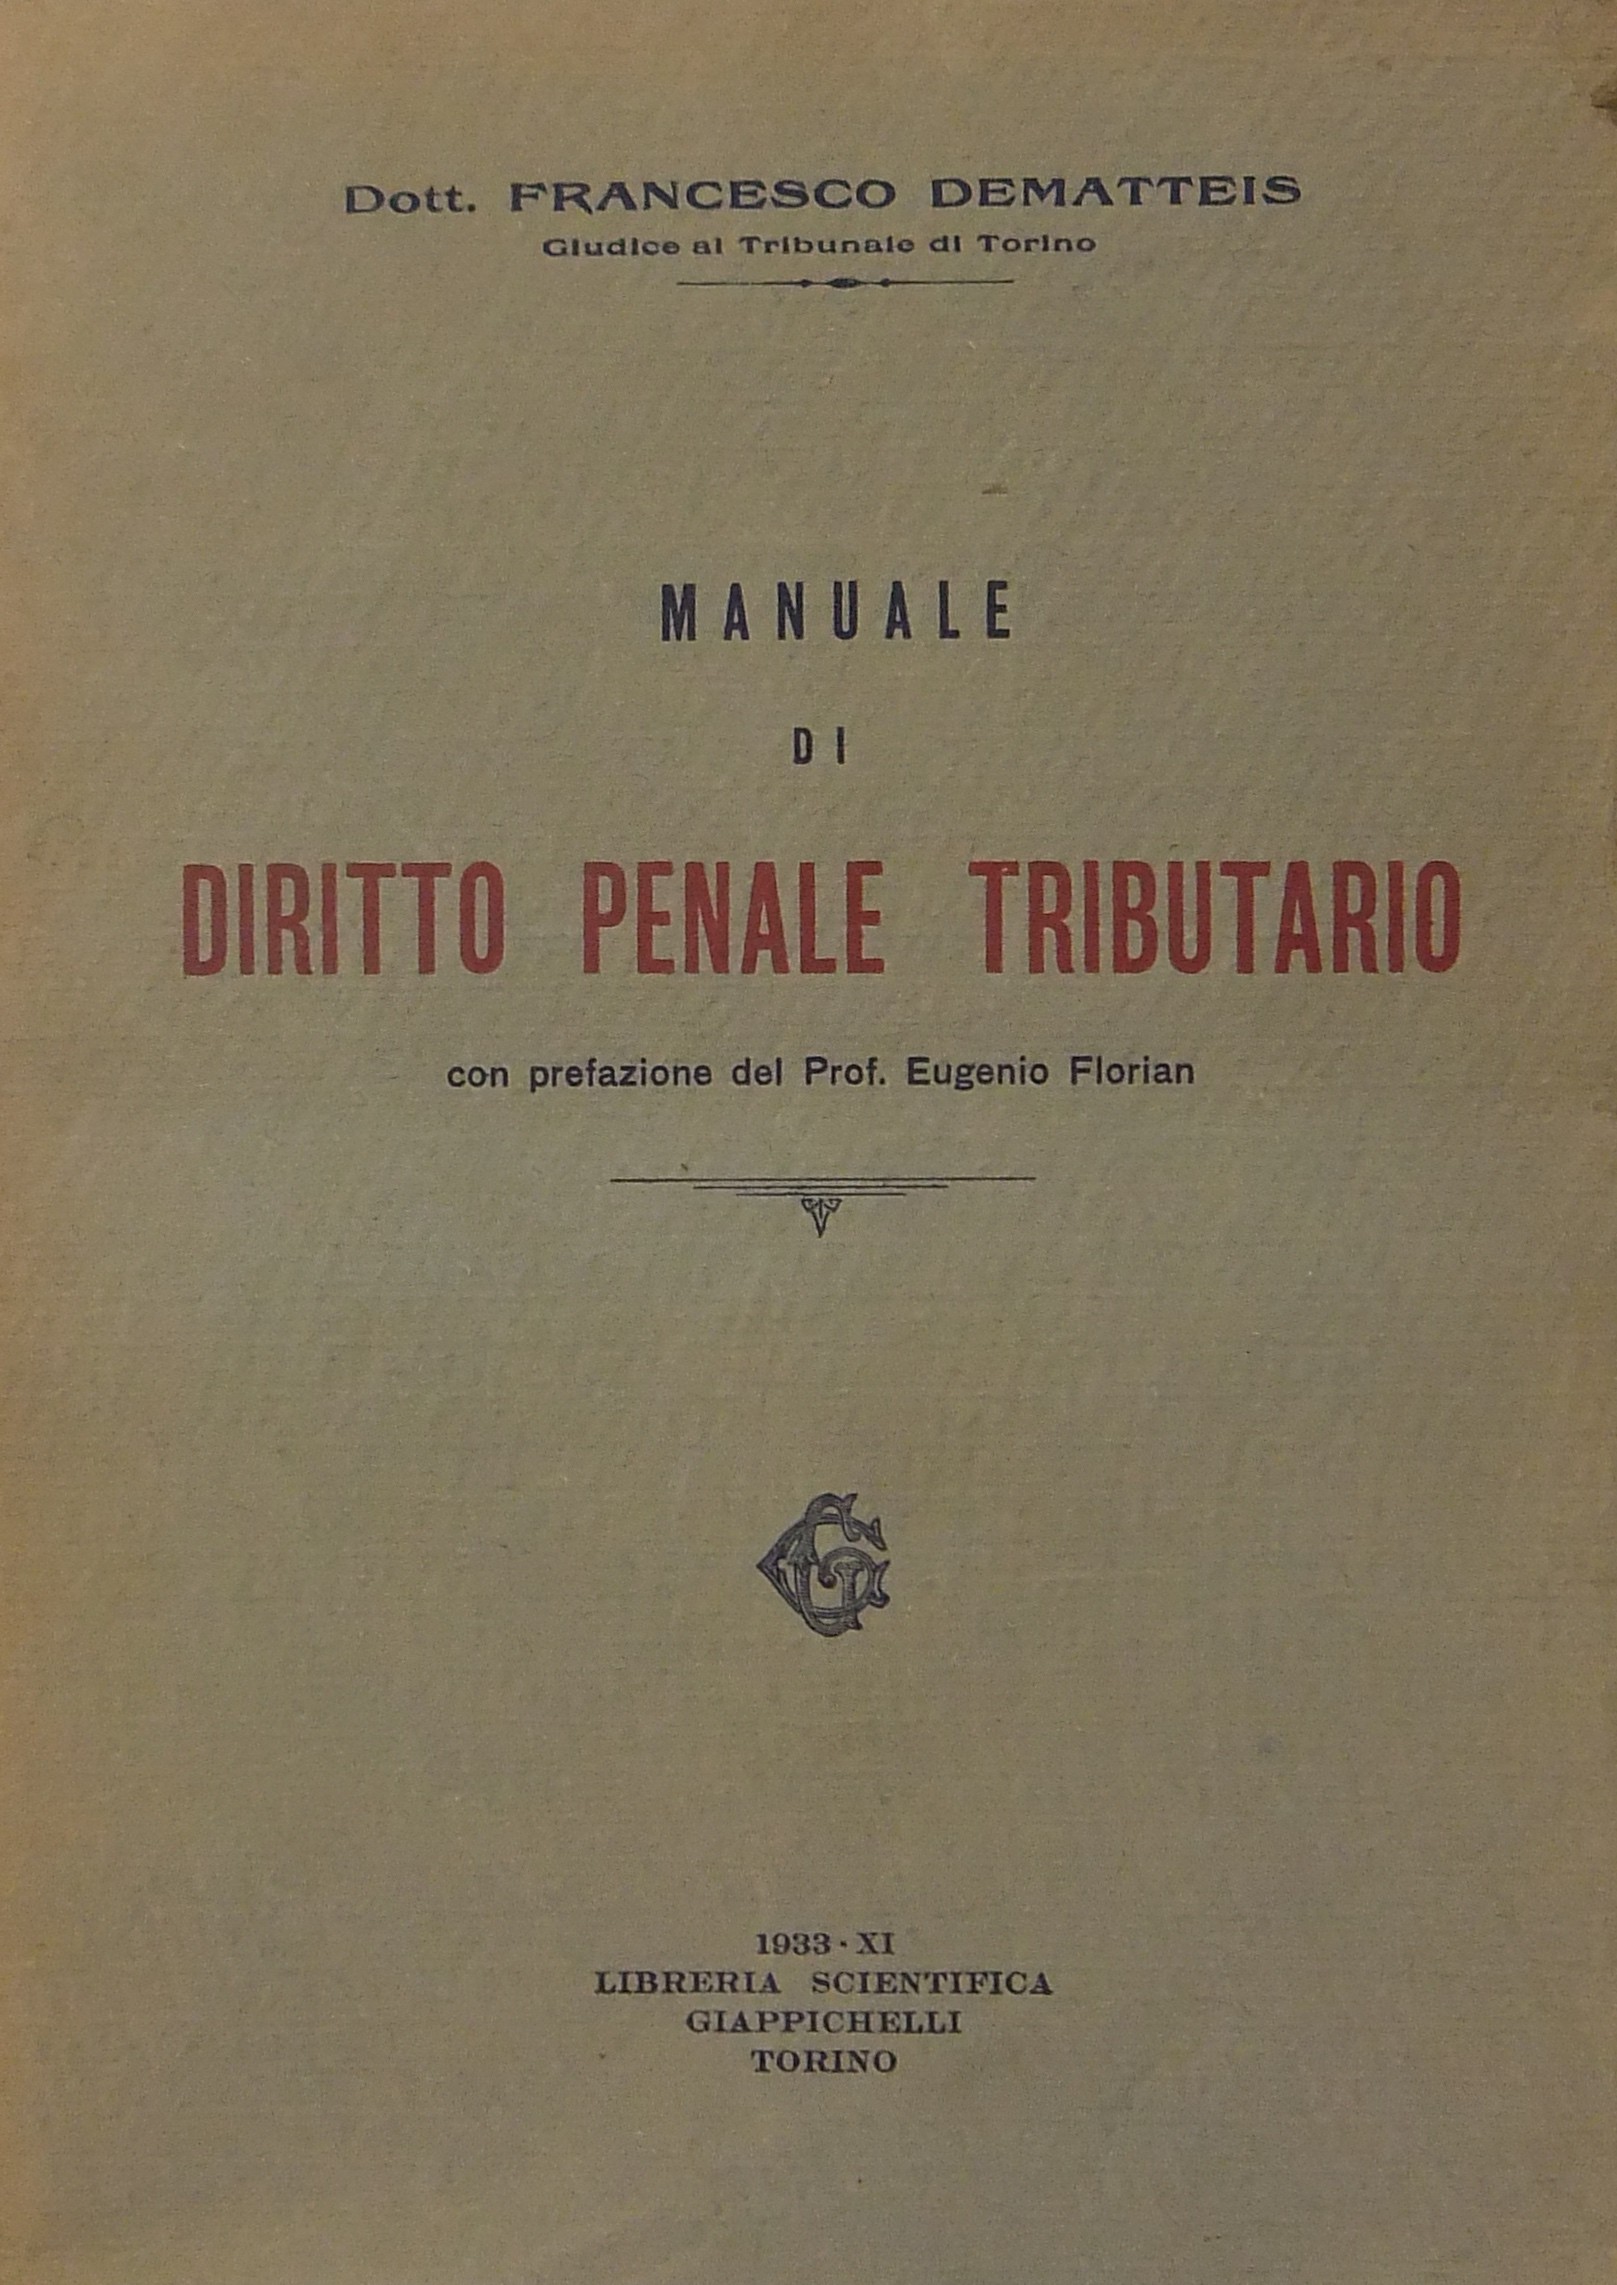 Dott. FRANCESCO DEMATTEIS
Giudice al Tribunale di Torino
MANUALE
DI
DIRITTO PENALE TRIBUTARIO
con prefazione del Prof. Eugenio Florian
1933 · XI
LIBRERIA SCIENTIFICA
GIAPPICHELLI
TORINO